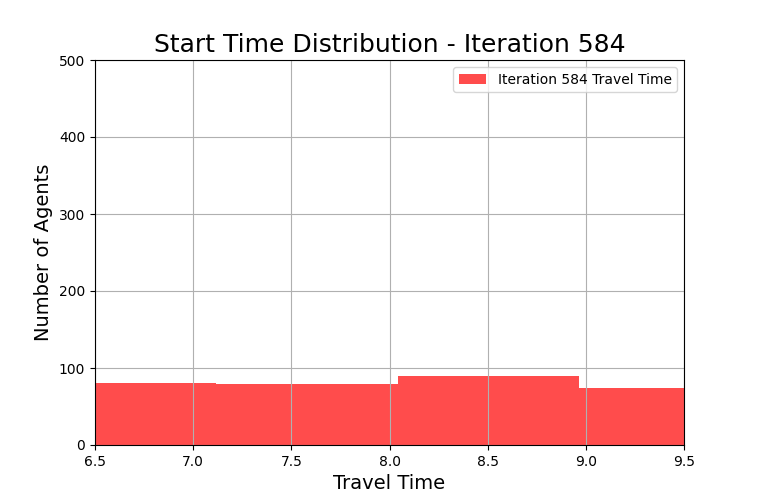 Start Time Distribution - Iteration 584
Iteration 584 Travel Time
Number of Agents
500
400
300
200
100
0
6.5 7.0 7.5 8.0 8.5 9.0 9.5
Travel Time